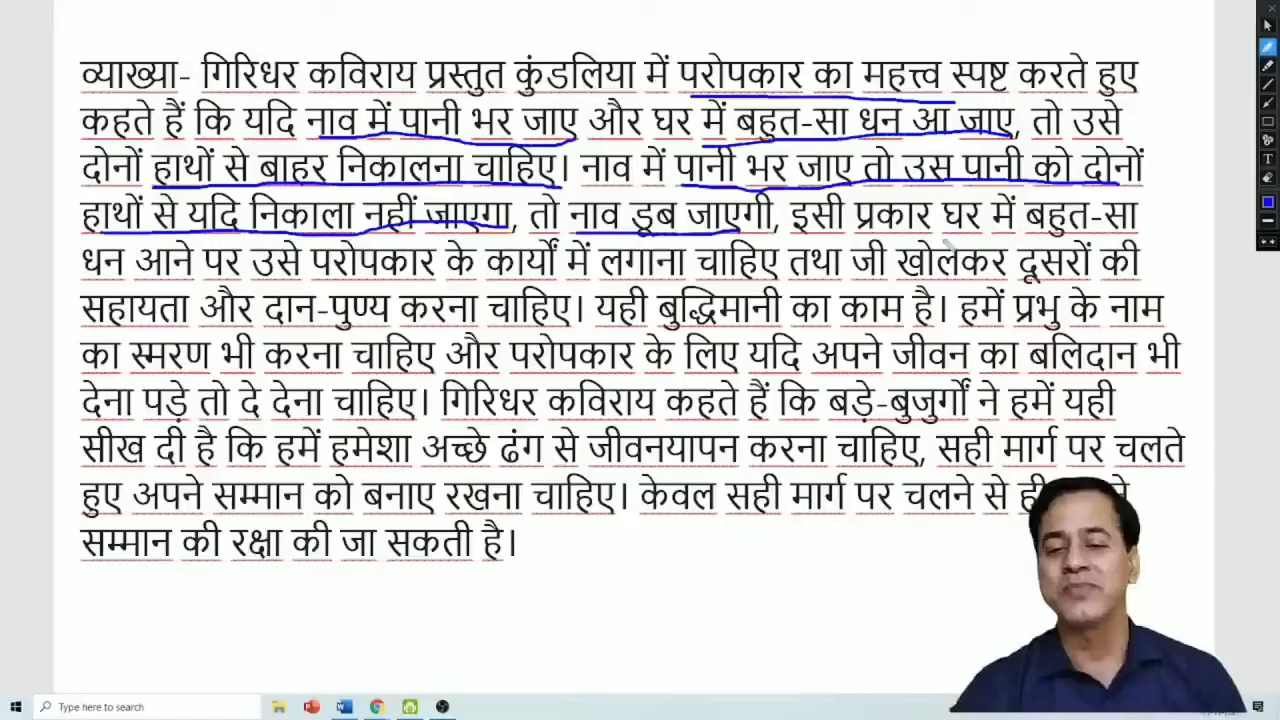 व्याख्या- गिरिधर कविराय प्रस्तुत कुंडलिया में परोपकार का महत्त्व स्पष्ट करते हुए
कहते हैं कि यदि नाव में पानी भर जाए और घर में बहुत-सा धन आ जाए, तो उसे
दोनों हाथों से बाहर निकालना चाहिए। नाव में पानी भर जाए तो उस पानी को दोनों
हाथों से यदि निकाला नहीं जाएगा, तो नाव डूब जाएगी, इसी प्रकार घर में बहुत-सा
धन आने पर उसे परोपकार के कार्यों में लगाना चाहिए तथा जी खोलकर दूसरों की
सहायता और दान-पुण्य करना चाहिए। यही बुद्धिमानी का काम है। हमें प्रभु के नाम
का स्मरण भी करना चाहिए और परोपकार के लिए यदि अपने जीवन का बलिदान भी
देना पड़े तो दे देना चाहिए। गिरिधर कविराय कहते हैं कि बड़े-बुजुर्गों ने हमें यही
सीख दी है कि हमें हमेशा अच्छे ढंग से जीवनयापन करना चाहिए, सही मार्ग पर चलते
हुए अपने सम्मान को बनाए रखना चाहिए। केवल सही मार्ग पर चलने से ही
सम्मान की रक्षा की जा सकती है।
Type here to search